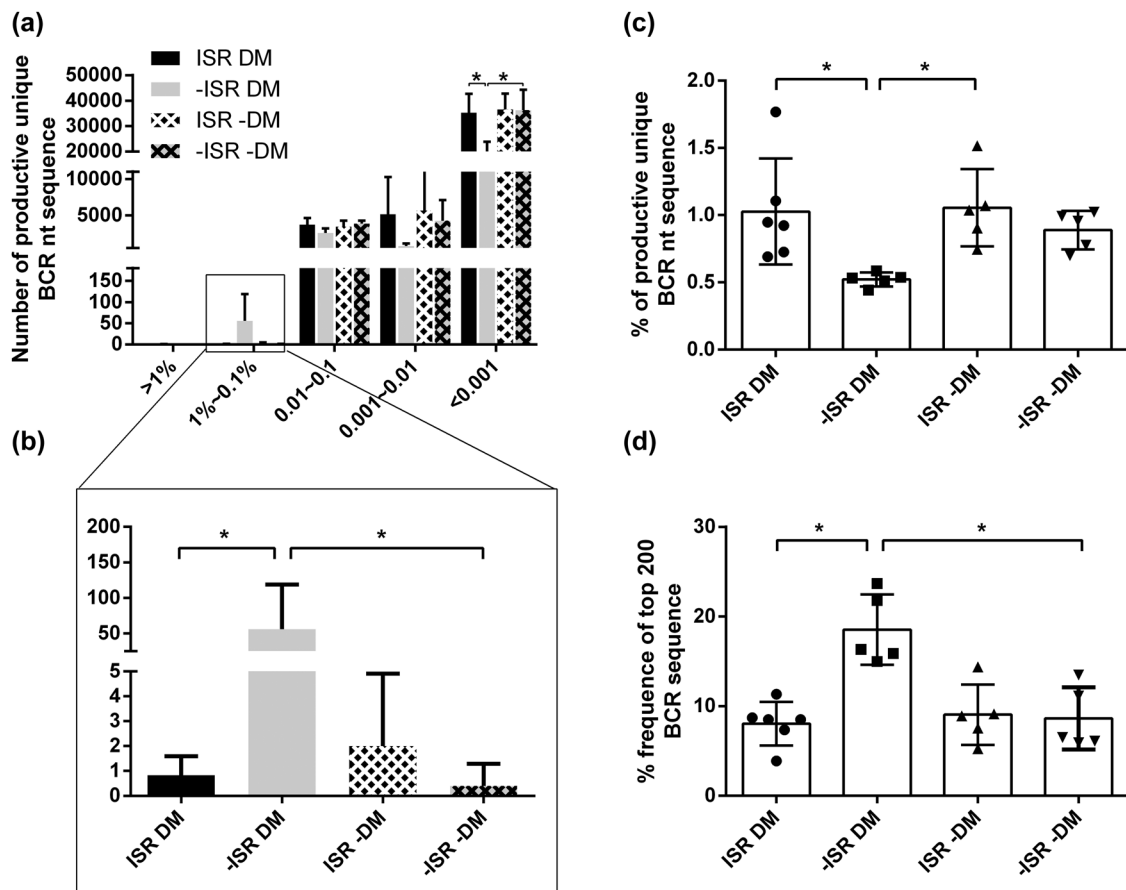 (a)
ISR DM
-ISR DM
ISR -DM
-ISR -DM
Number of productive unique
BCR nt sequence
50000
40000
30000
20000
10000
5000
150
100
50
0
* *
>1%
1%~0.1%
0.01~0.1
0.001~0.01
<0.001
(b)
200
150
100
50
5
4
3
2
1
0
* *
ISR DM
-ISR DM
ISR -DM
-ISR -DM
(c)
% of productive unique
BCR nt sequence
2.0
1.5
1.0
0.5
0.0
* *
ISR DM
-ISR DM
ISR -DM
-ISR -DM
(d)
% frequence of top 200
BCR sequence
30
20
10
0
* *
ISR DM
-ISR DM
ISR -DM
-ISR -DM